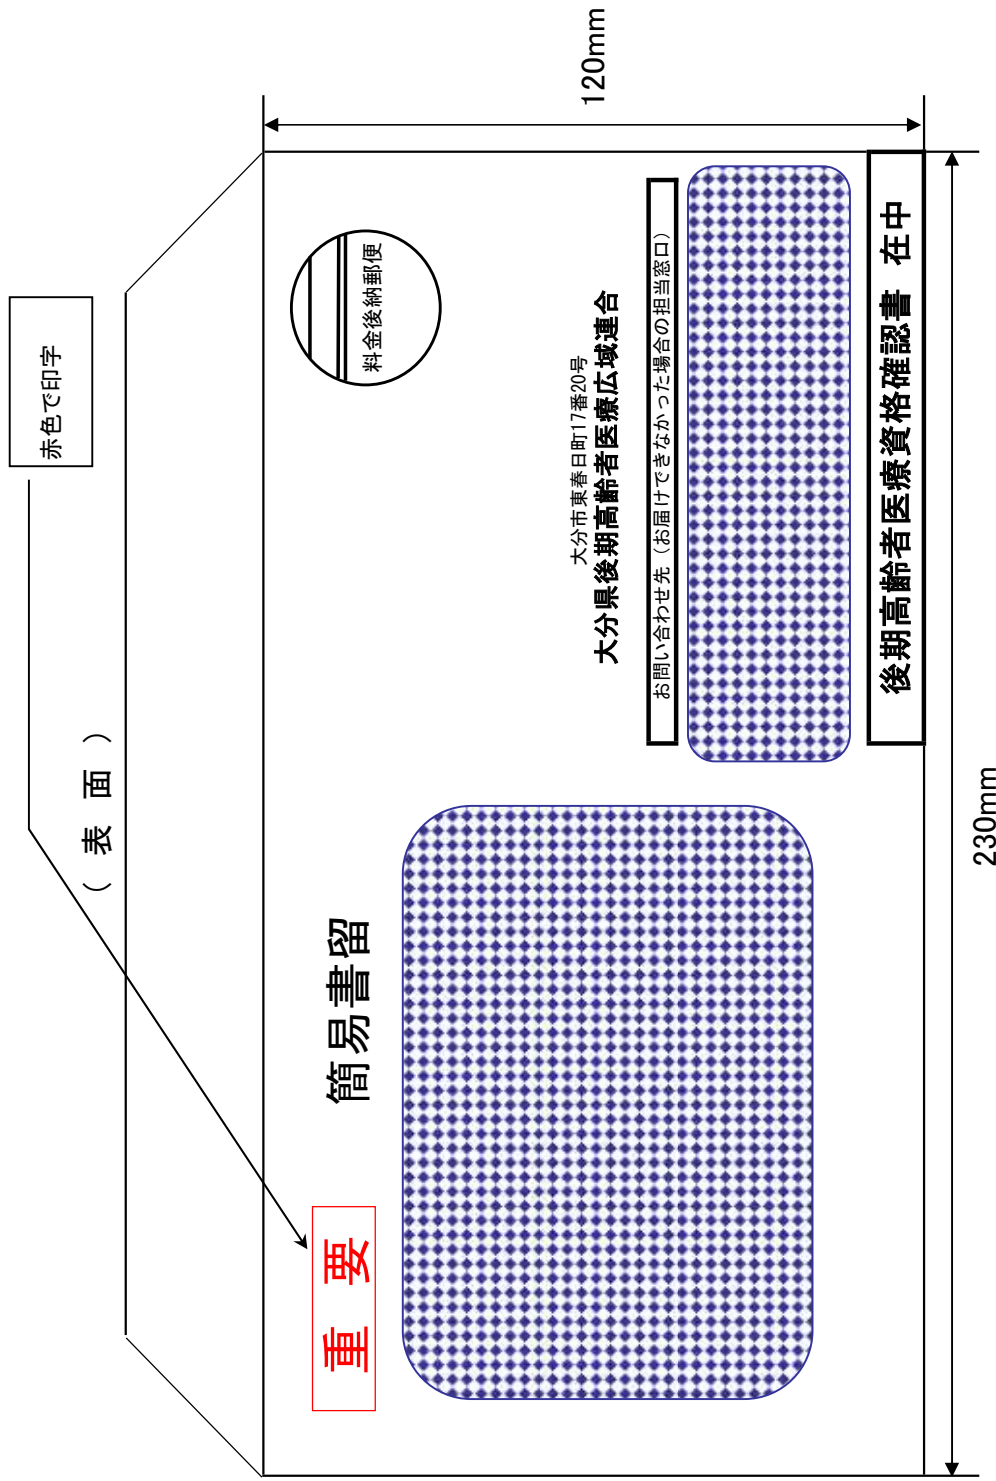 赤色で印字
（ 表 面 ）
重 要
簡易書留
料金後納郵便
大分市東春日町17番20号
大分県後期高齢者医療広域連合
お問い合わせ先（お届けできなかった場合の担当窓口）
後期高齢者医療資格確認書 在中
120mm
230mm